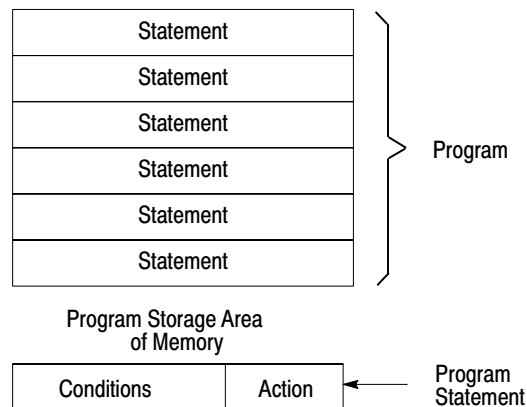 Statement
Statement
Statement
Statement
Statement
Statement
Program
Program Storage Area
of Memory
Conditions
Action
Program
Statement